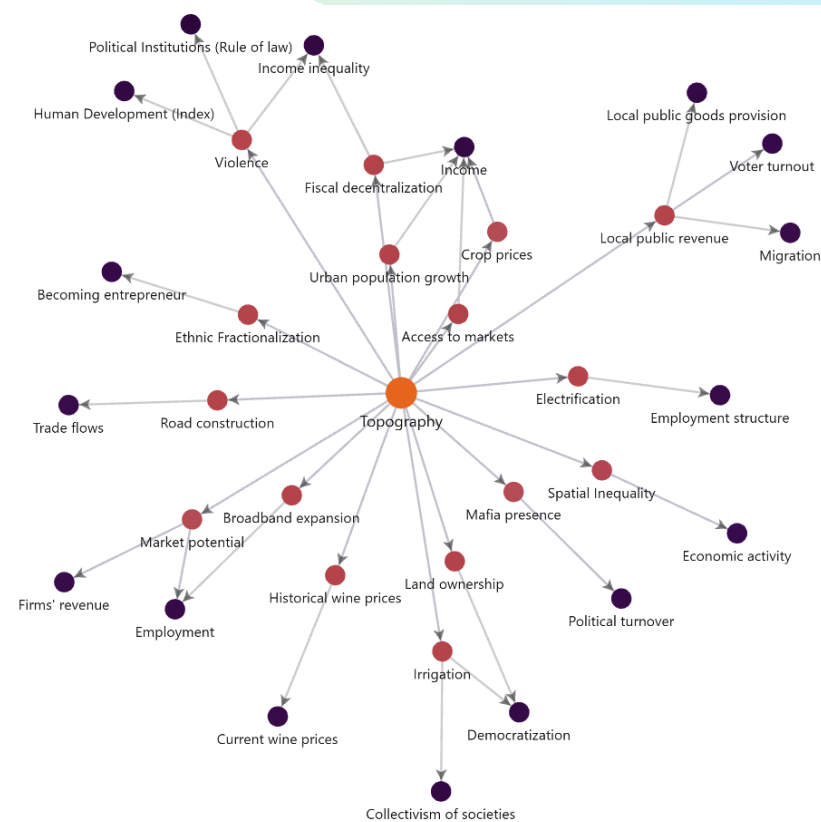 Political Institutions (Rule of law)
Income inequality
Human Development (Index)
Local public goods provision
Violence
Voter turnout
Income
Fiscal decentralization
Local public revenue
Crop prices
Migration
Urban population growth
Becoming entrepreneur
Ethnic Fractionalization
Access to markets
Electrification
Employment structure
Topography
Road construction
Trade flows
Spatial Inequality
Mafia presence
Broadband expansion
Market potential
Economic activity
Land ownership
Historical wine prices
Firms' revenue
Political turnover
Employment
Irrigation
Democratization
Current wine prices
Collectivism of societies